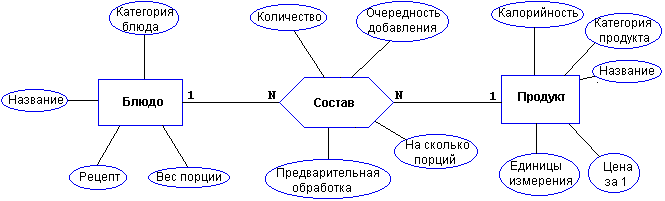 Категория
блюда
Количество
Очередность
добавления
Калорийность
Категория
продукта
Название
Название
Блюдо
1
N
Состав
N
1
Продукт
Рецепт
Вес порции
Предварительная
обработка
На сколько
порций
Единицы
измерения
Цена
за 1